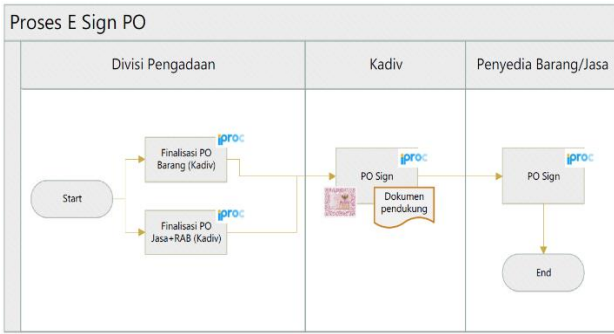 Proses E Sign PO
Divisi Pengadaan
Kadiv
Penyedia Barang/Jasa
iproc
Finalisasi PO
Barang (Kadiv)
Start
iproc
Finalisasi PO
Jasa+RAB (Kadiv)
iproc
PO Sign
Dokumen
pendukung
iproc
PO Sign
End